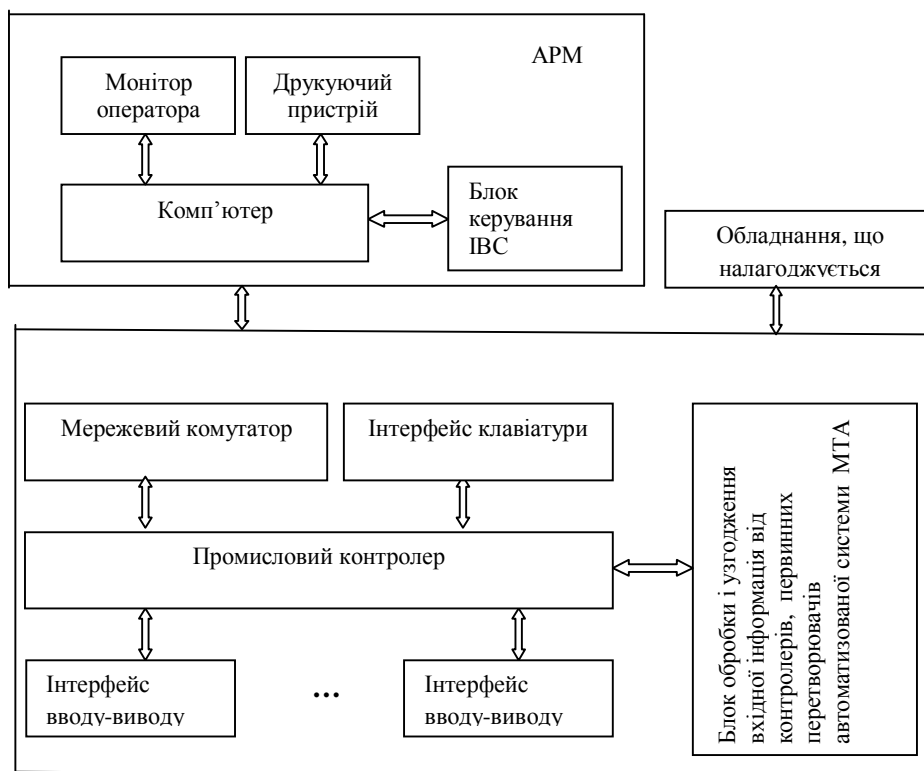 АРМ
Монітор
оператора
Друкуючий
пристрій
Комп’ютер
Блок
керування
ІВС
Обладнання, що
налагоджується
Мережевий комутатор
Інтерфейс клавіатури
Промисловий контролер
Блок обробки і узгодження
вхідної інформація від
контролерів, первинних
перетворювачів
автоматизованої системи МТА
Інтерфейс
вводу-виводу
...
Інтерфейс
вводу-виводу